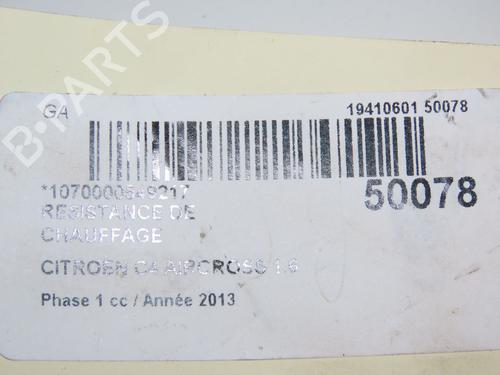 B-PARTS
GA
19410601 50078
*1070000549217
50078
RESISTANCE DE
CHAUFFAGE
CITROEN C4 AIRCROSS 1.6
Phase 1 cc / Année 2013